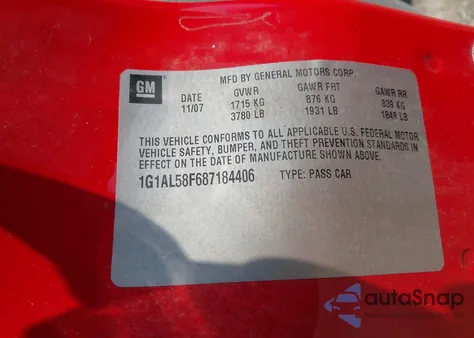 GM
MFD BY GENERAL MOTORS CORP.
DATE GVWR GAWR FRT GAWR RR
11/07 1715 KG 876 KG 839 KG
3780 LB 1931 LB 1849 LB
THIS VEHICLE CONFORMS TO ALL APPLICABLE U.S. FEDERAL MOTOR
VEHICLE SAFETY, BUMPER, AND THEFT PREVENTION STANDARDS IN
EFFECT ON THE DATE OF MANUFACTURE SHOWN ABOVE.
1G1AL58F687184406 TYPE: PASS CAR
autoSnap